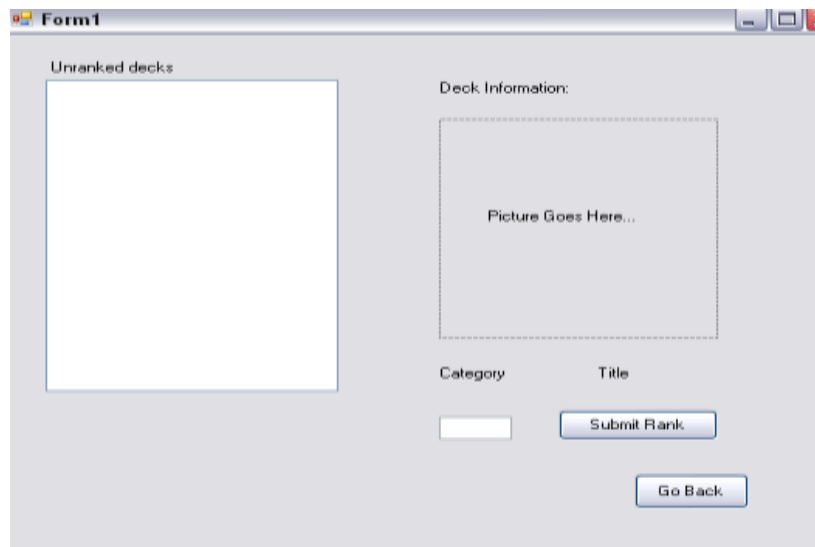 Form1
Unranked decks
Deck Information:
Picture Goes Here...
Category Title
Submit Rank
Go Back